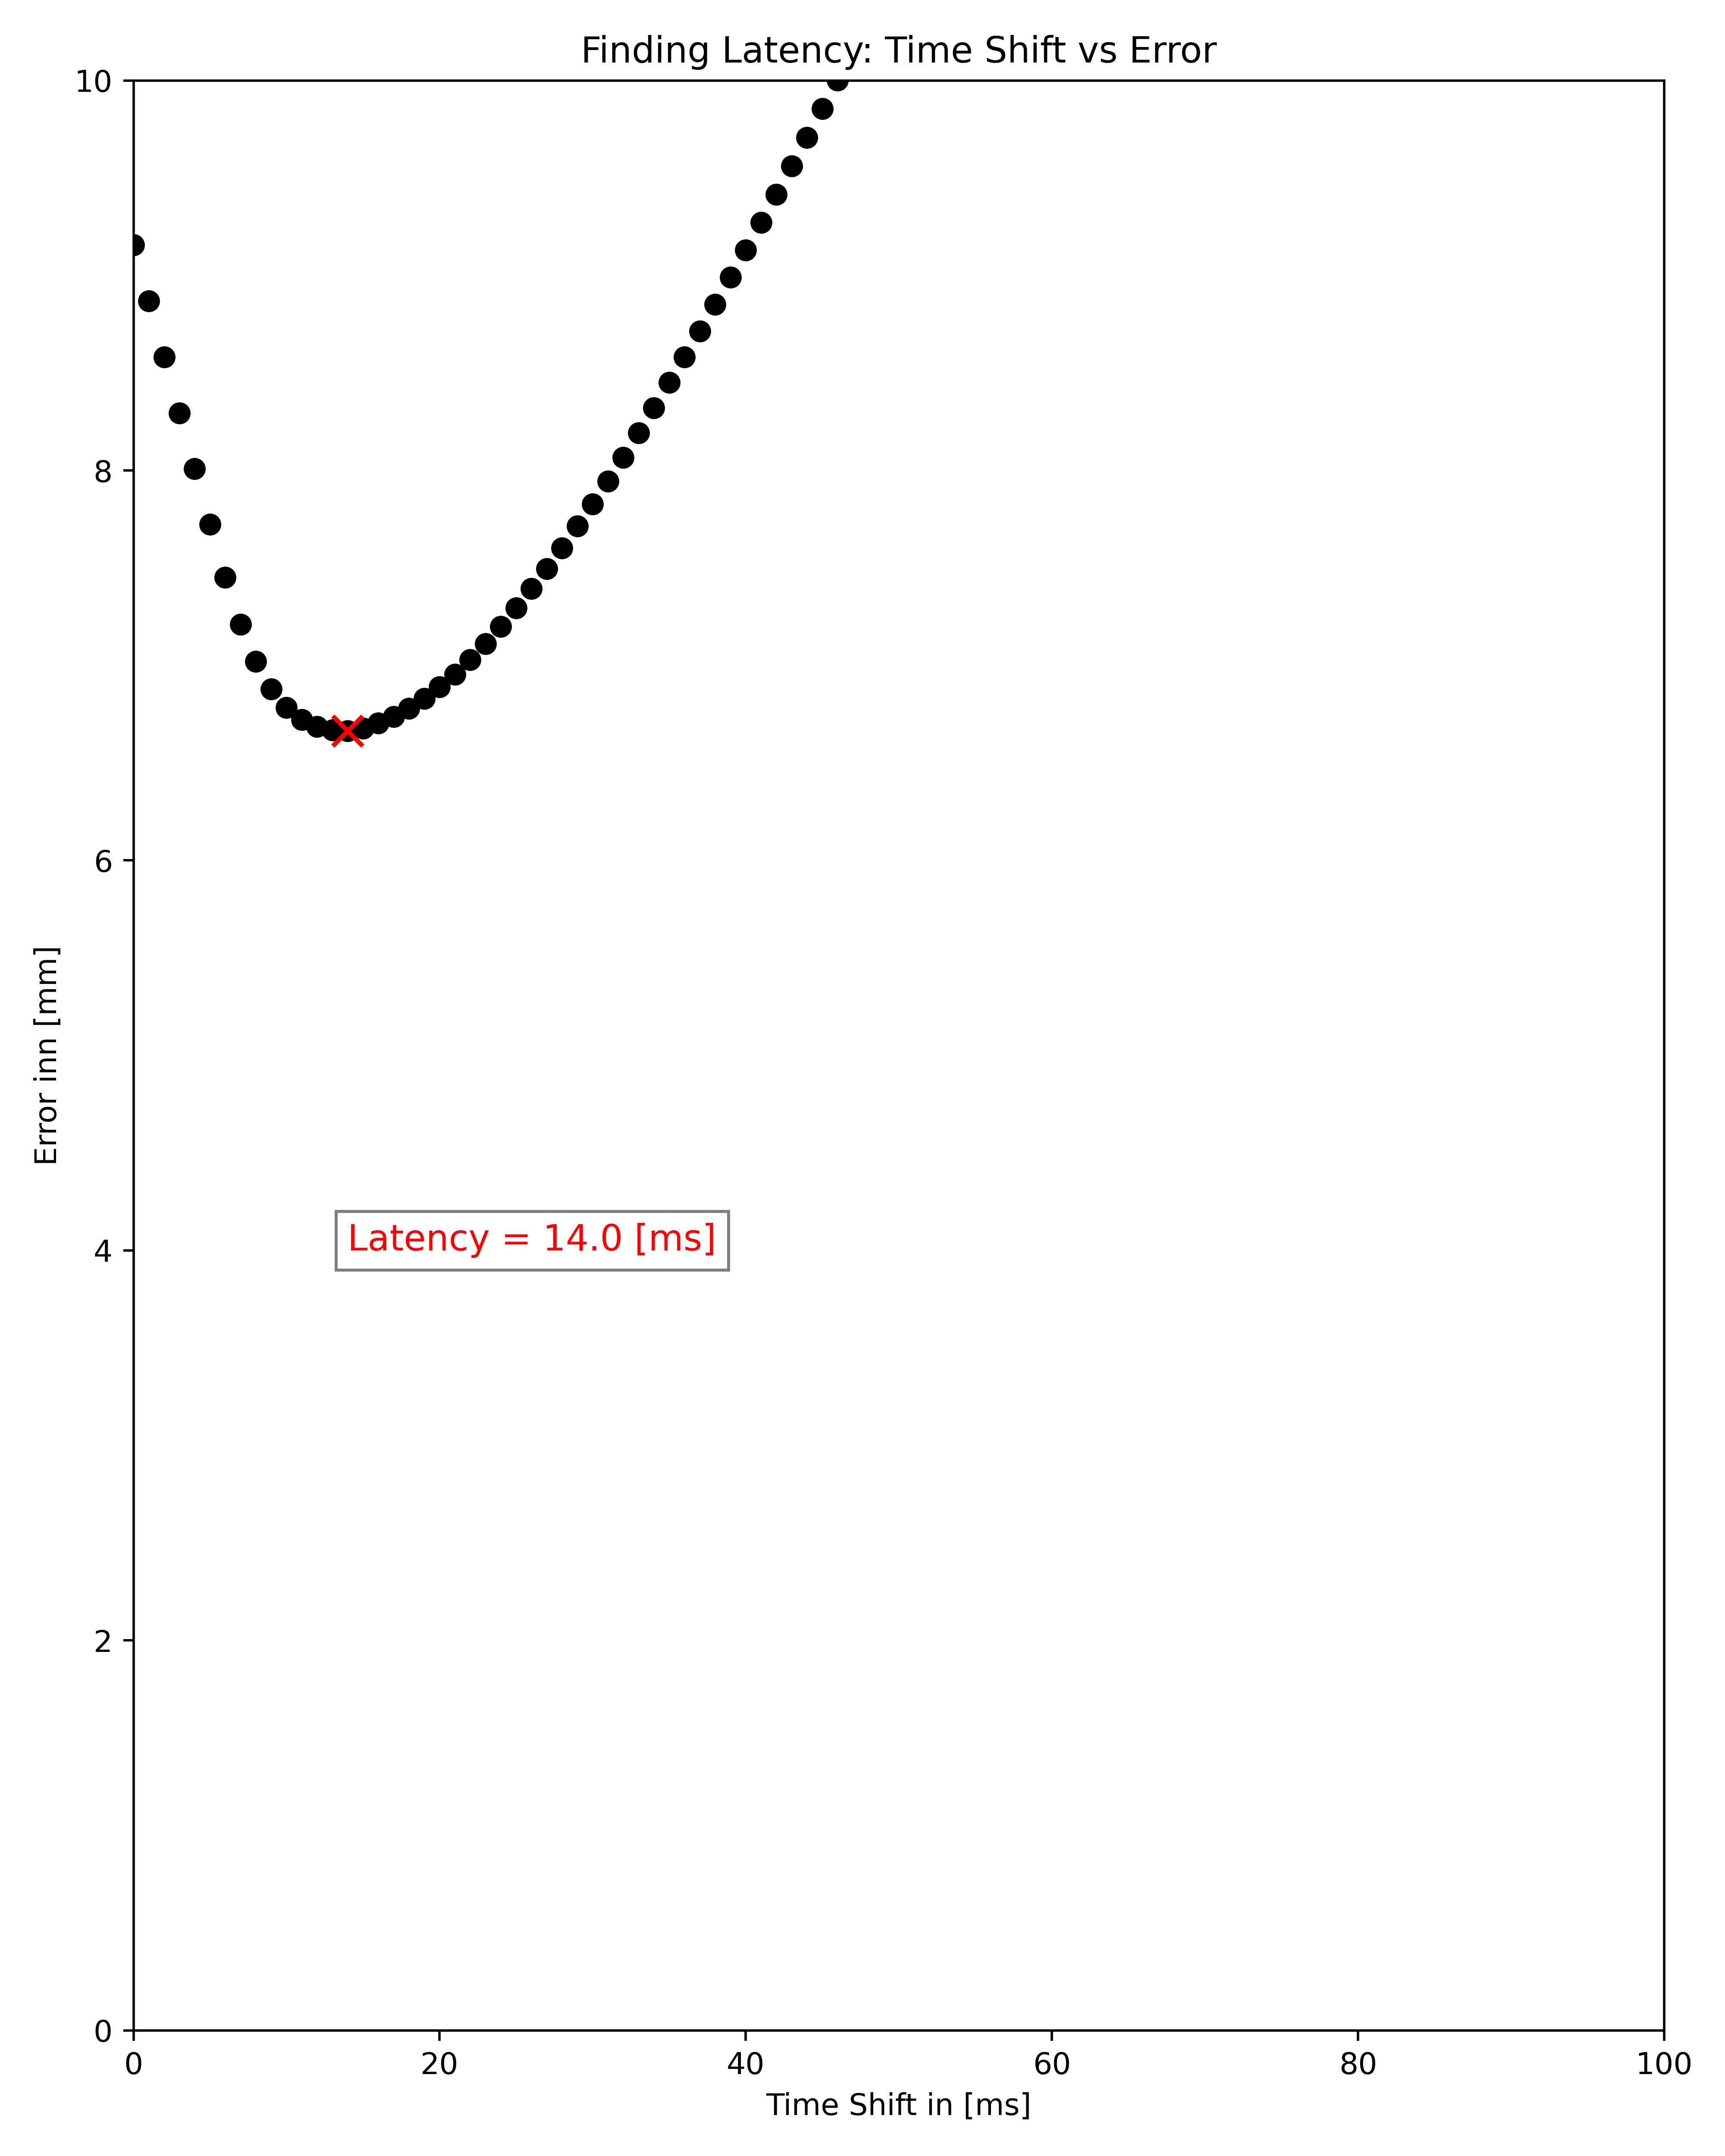 Finding Latency: Time Shift vs Error
10
8
6
4
2
0
Error inn [mm]
Latency = 14.0 [ms]
0 20 40 60 80 100
Time Shift in [ms]